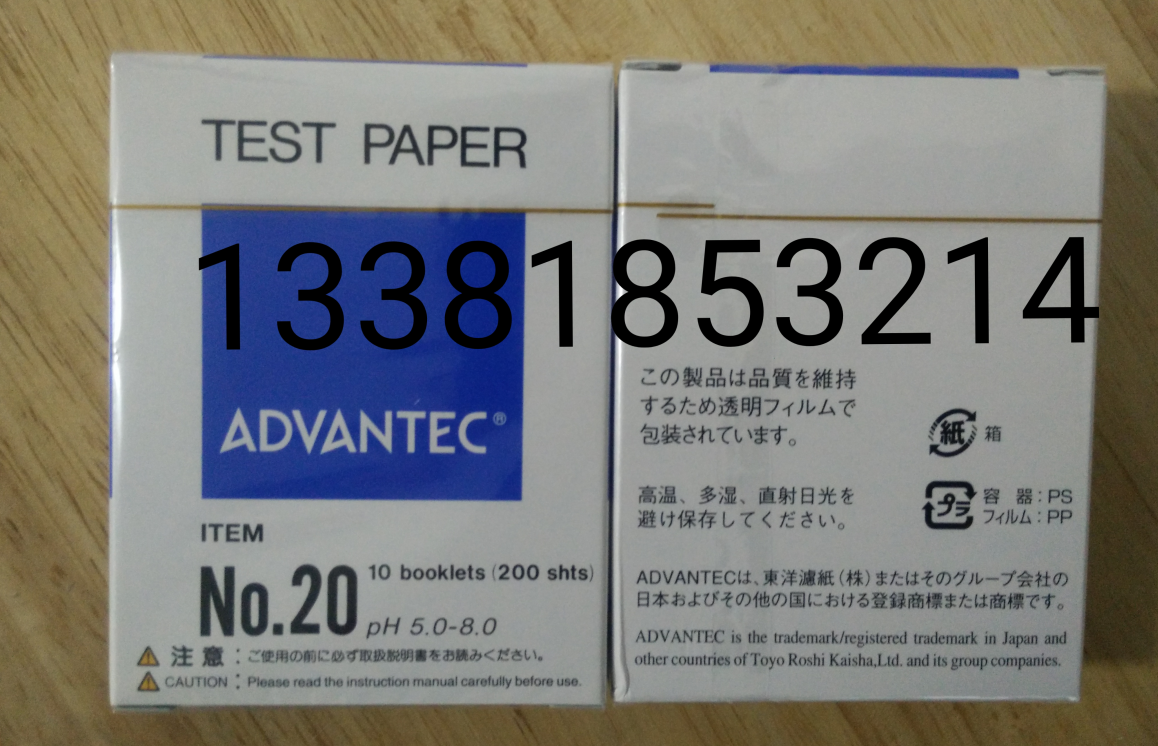 TEST PAPER
13381853214
ADVANTEC®
ITEM
No.20 10 booklets (200 shts)
pH 5.0-8.0
注意：ご使用の前に必ず取扱説明書をお読みください。
CAUTION : Please read the instruction manual carefully before use.
この製品は品質を維持
するため透明フィルムで
包装されています。
紙 箱
高温、多湿、直射日光を
避け保存してください。
プラ 容 器：PS
フィルム：PP
ADVANTECは、東洋濾紙（株）またはそのグループ会社の
日本およびその他の国における登録商標または商標です。
ADVANTEC is the trademark/registered trademark in Japan and
other countries of Toyo Roshi Kaisha,Ltd. and its group companies.